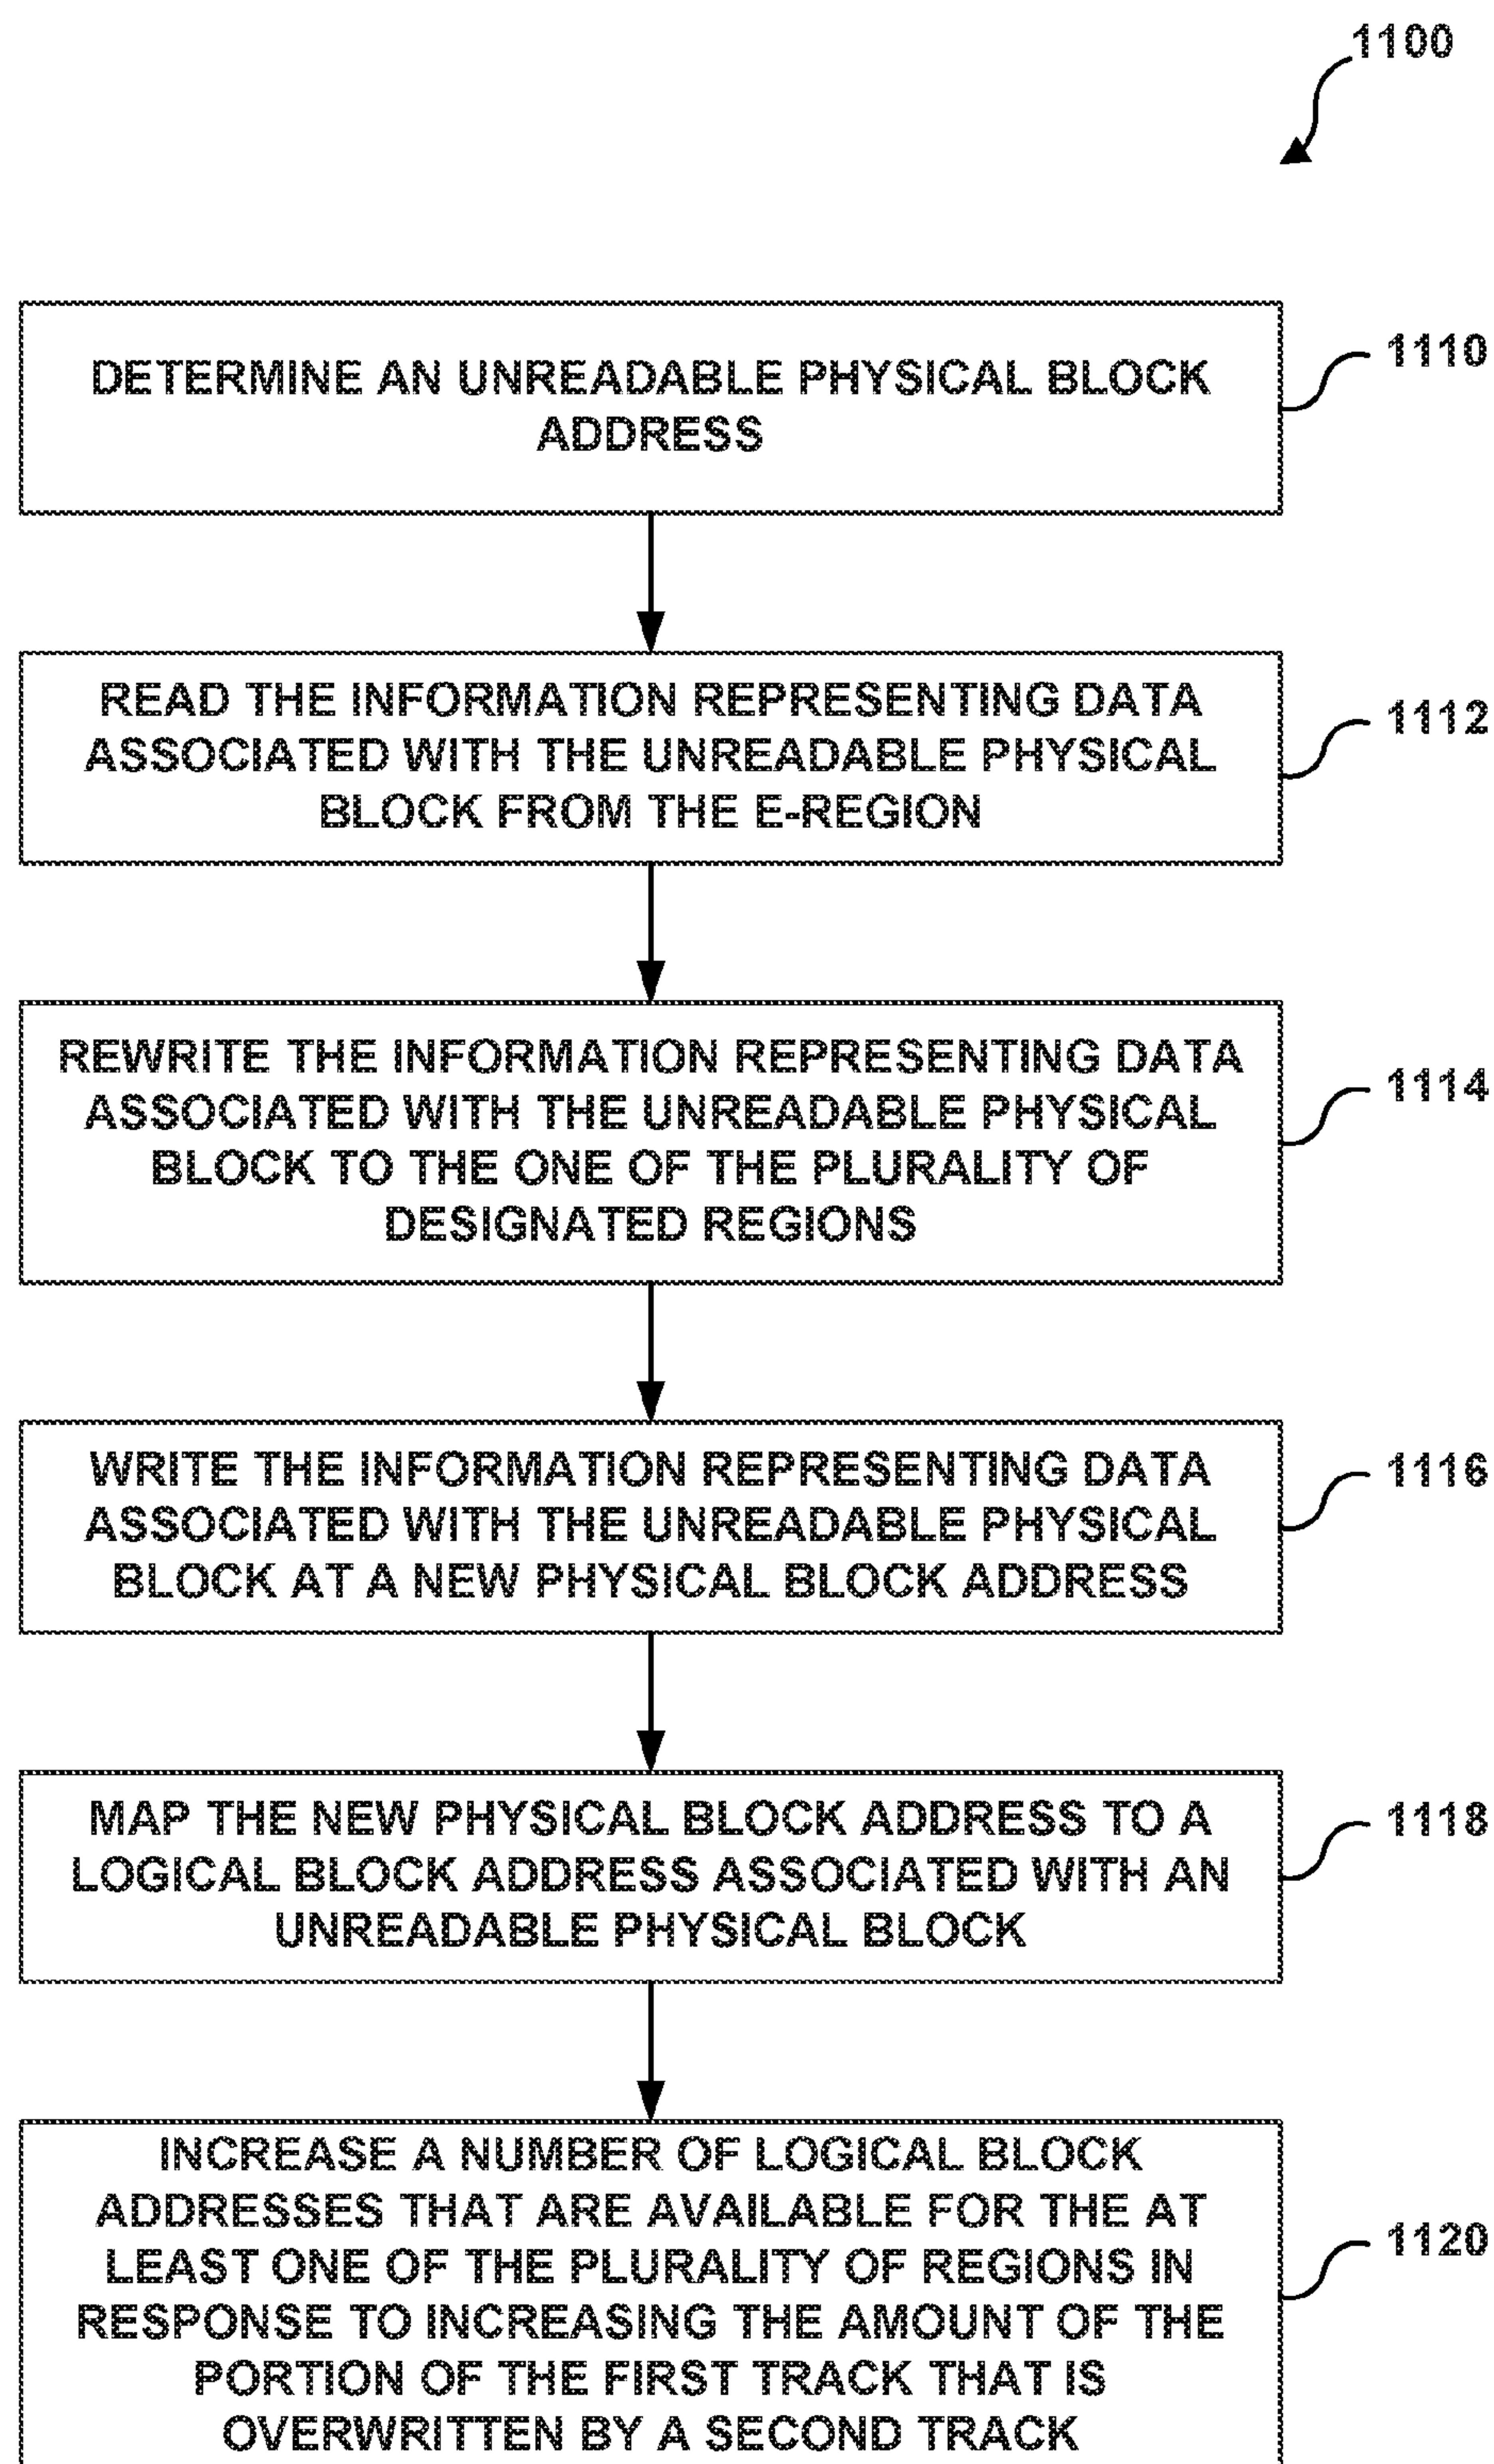 1100
DETERMINE AN UNREADABLE PHYSICAL BLOCK
ADDRESS
1110
READ THE INFORMATION REPRESENTING DATA
ASSOCIATED WITH THE UNREADABLE PHYSICAL
BLOCK FROM THE E-REGION
1112
REWRITE THE INFORMATION REPRESENTING DATA
ASSOCIATED WITH THE UNREADABLE PHYSICAL
BLOCK TO THE ONE OF THE PLURALITY OF
DESIGNATED REGIONS
1114
WRITE THE INFORMATION REPRESENTING DATA
ASSOCIATED WITH THE UNREADABLE PHYSICAL
BLOCK AT A NEW PHYSICAL BLOCK ADDRESS
1116
MAP THE NEW PHYSICAL BLOCK ADDRESS TO A
LOGICAL BLOCK ADDRESS ASSOCIATED WITH AN
UNREADABLE PHYSICAL BLOCK
1118
INCREASE A NUMBER OF LOGICAL BLOCK
ADDRESSES THAT ARE AVAILABLE FOR THE AT
LEAST ONE OF THE PLURALITY OF REGIONS IN
RESPONSE TO INCREASING THE AMOUNT OF THE
PORTION OF THE FIRST TRACK THAT IS
OVERWRITTEN BY A SECOND TRACK
1120